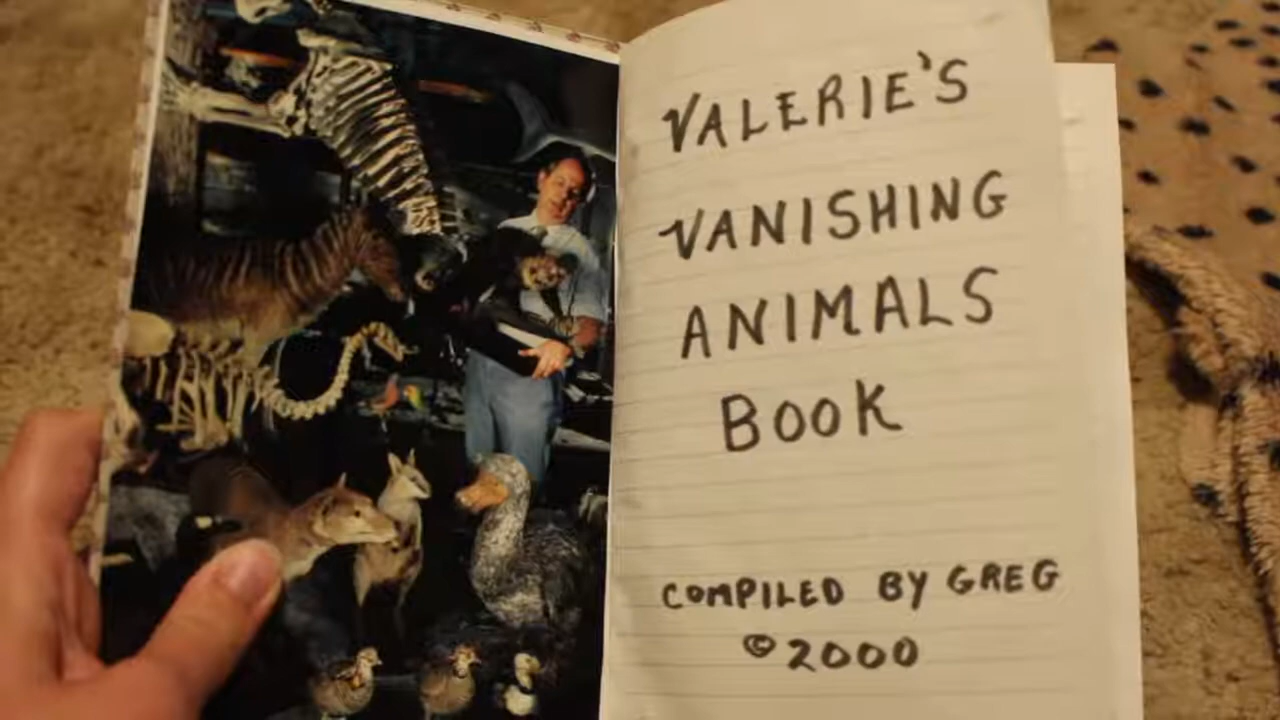 VALERIE'S
VANISHING
ANIMALS
BOOK
COMPILED BY GREG
©2000